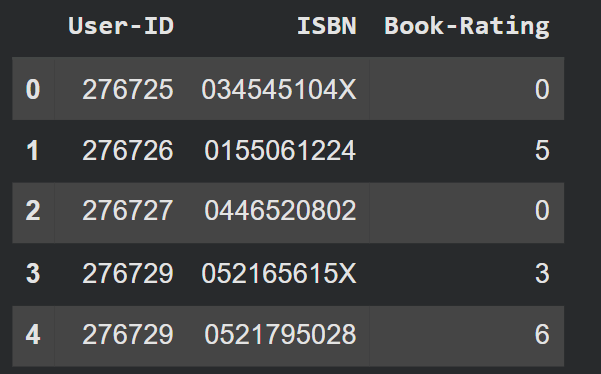 User-ID ISBN Book-Rating
0 276725 034545104X 0
1 276726 0155061224 5
2 276727 0446520802 0
3 276729 052165615X 3
4 276729 0521795028 6